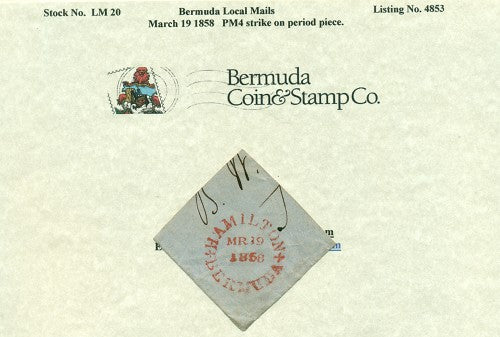 Stock No. LM 20 Bermuda Local Mails Listing No. 4853
March 19 1858 PM4 strike on period piece.
Bermuda
Coin & Stamp Co.
HAMILTON
MR 19
1858
BERMUDA